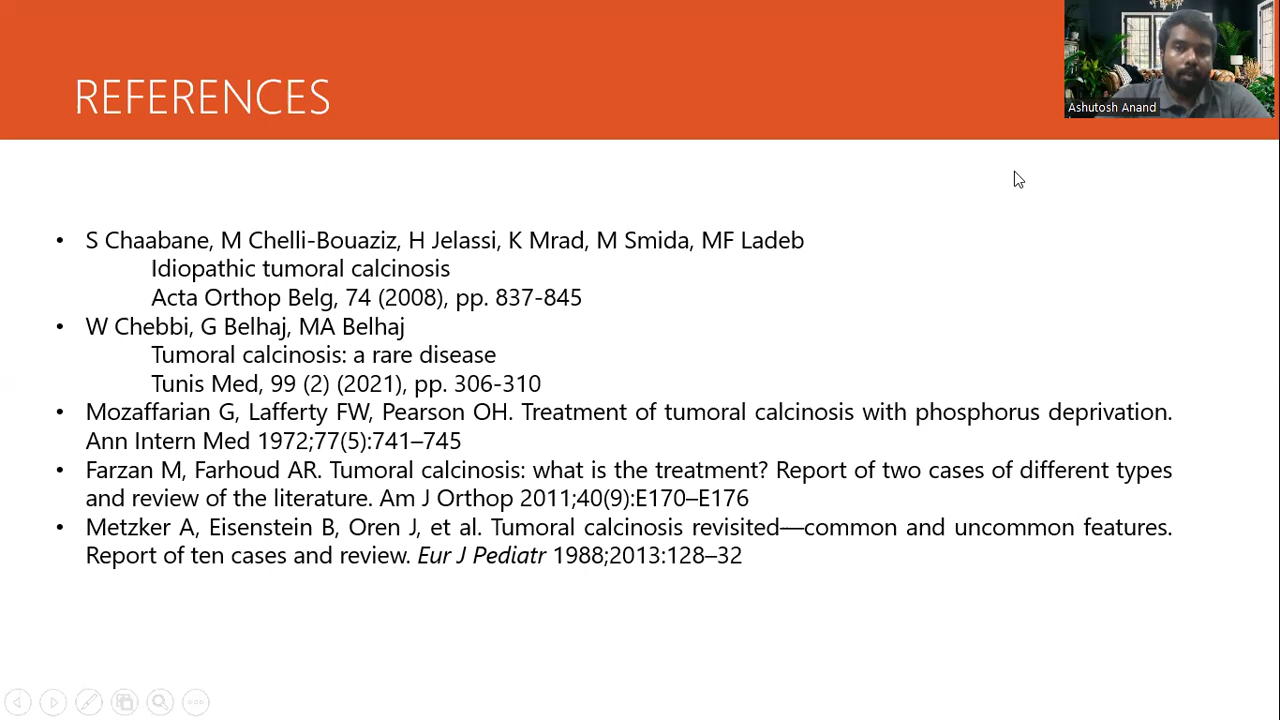 REFERENCES
Ashutosh Anand
• S Chaabane, M Chelli-Bouaziz, H Jelassi, K Mrad, M Smida, MF Ladeb
Idiopathic tumoral calcinosis
Acta Orthop Belg, 74 (2008), pp. 837-845
• W Chebbi, G Belhaj, MA Belhaj
Tumoral calcinosis: a rare disease
Tunis Med, 99 (2) (2021), pp. 306-310
• Mozaffarian G, Lafferty FW, Pearson OH. Treatment of tumoral calcinosis with phosphorus deprivation.
Ann Intern Med 1972;77(5):741–745
• Farzan M, Farhoud AR. Tumoral calcinosis: what is the treatment? Report of two cases of different types
and review of the literature. Am J Orthop 2011;40(9):E170–E176
• Metzker A, Eisenstein B, Oren J, et al. Tumoral calcinosis revisited—common and uncommon features.
Report of ten cases and review. Eur J Pediatr 1988;2013:128–32